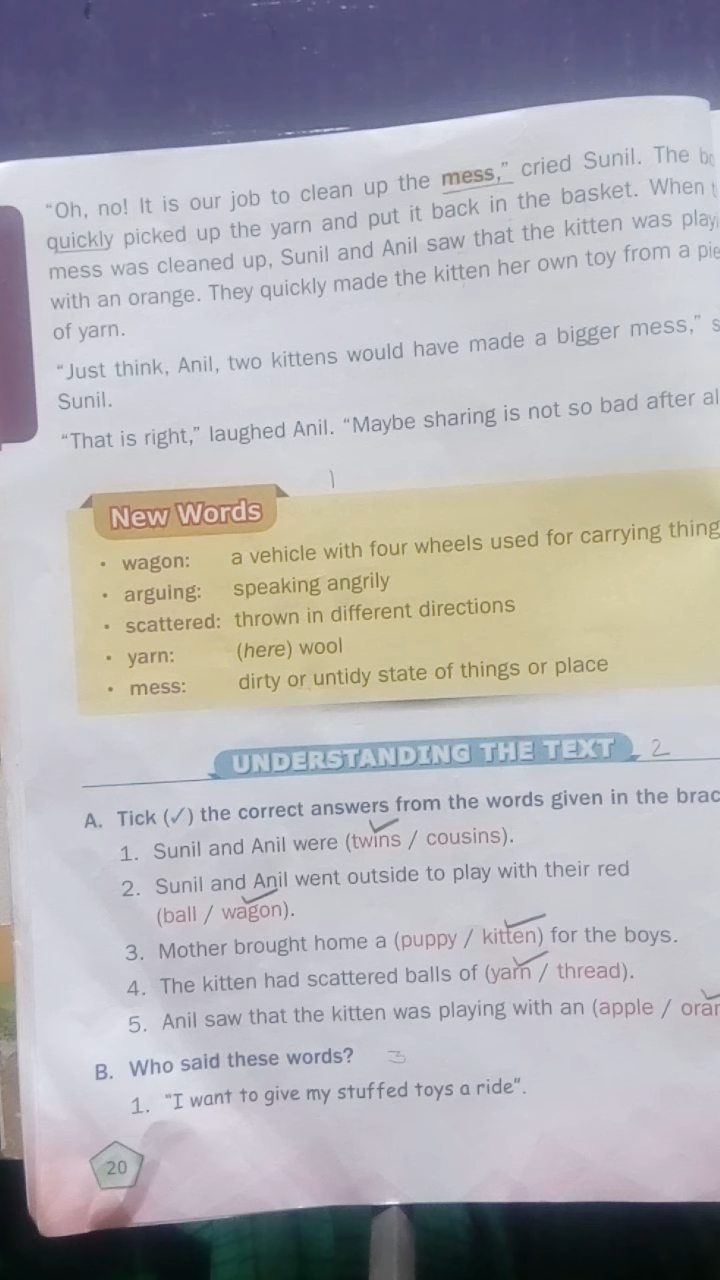 "Oh, no! It is our job to clean up the mess," cried Sunil. The
quickly picked up the yarn and put it back in the basket. When
mess was cleaned up, Sunil and Anil saw that the kitten was
with an orange. They quickly made the kitten her own toy from a
of yarn.
"Just think, Anil, two kittens would have made a bigger mess,"
Sunil.
"That is right," laughed Anil. "Maybe sharing is not so bad after
New Words
• wagon: a vehicle with four wheels used for carrying
• arguing: speaking angrily
• scattered: thrown in different directions
• yarn: (here) wool
• mess: dirty or untidy state of things or place
UNDERSTANDING THE TEXT 2
A. Tick (✓) the correct answers from the words given in the
1. Sunil and Anil were (twins / cousins).
2. Sunil and Anil went outside to play with their red
(ball / wagon).
3. Mother brought home a (puppy / kitten) for the boys.
4. The kitten had scattered balls of (yarn / thread).
5. Anil saw that the kitten was playing with an (apple /
B. Who said these words? 3
1. "I want to give my stuffed toys a ride".
20